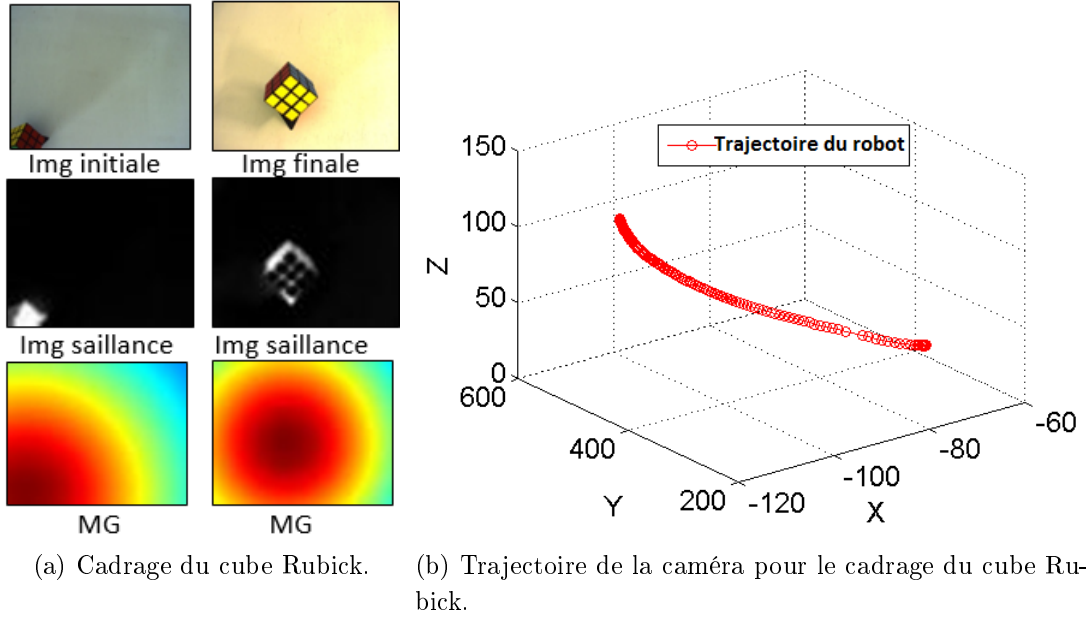 Img initiale
Img finale
Img saillance
Img saillance
MG
MG
(a) Cadrage du cube Rubick.
Trajectoire du robot
150
100
50
0
Z
600
400
200
Y
-120
-100
-80
-60
X
(b) Trajectoire de la caméra pour le cadrage du cube Ru-
bick.